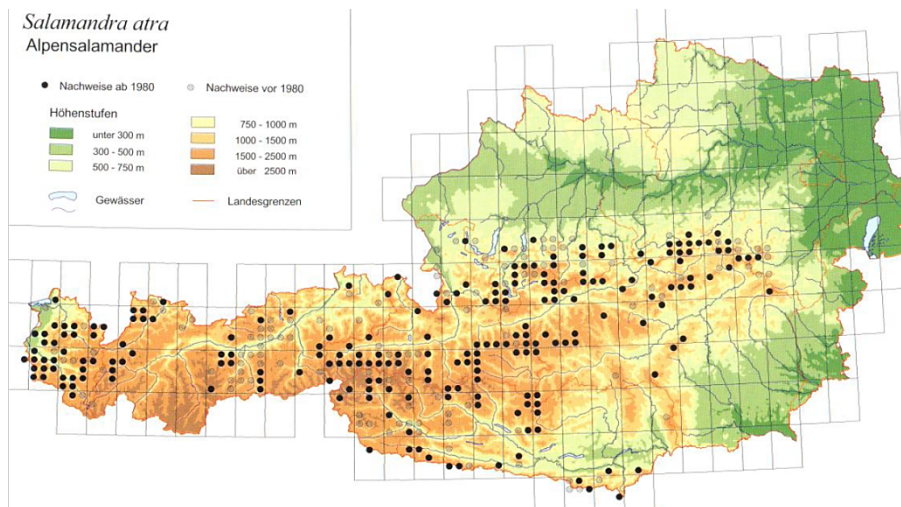 Salamandra atra
Alpensalamander
Nachweise ab 1980
Nachweise vor 1980
Höhenstufen
unter 300 m
300 - 500 m
500 - 750 m
750 - 1000 m
1000 - 1500 m
1500 - 2500 m
über 2500 m
Gewässer
Landesgrenzen